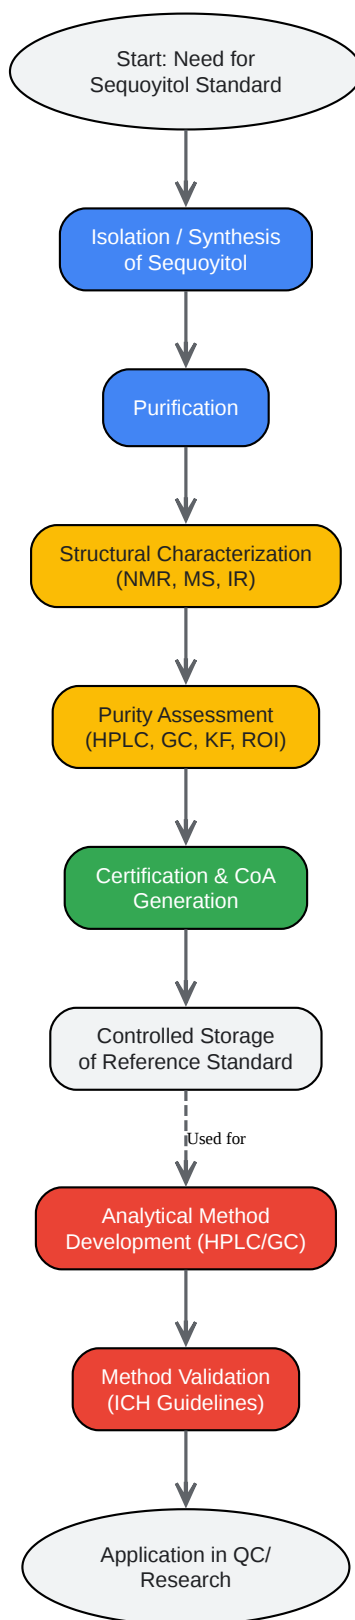 Start: Need for
Sequoyitol Standard
Isolation / Synthesis
of Sequoyitol
Purification
Structural Characterization
(NMR, MS, IR)
Purity Assessment
(HPLC, GC, KF, ROI)
Certification & CoA
Generation
Controlled Storage
of Reference Standard
Used for
Analytical Method
Development (HPLC/GC)
Method Validation
(ICH Guidelines)
Application in QC/
Research